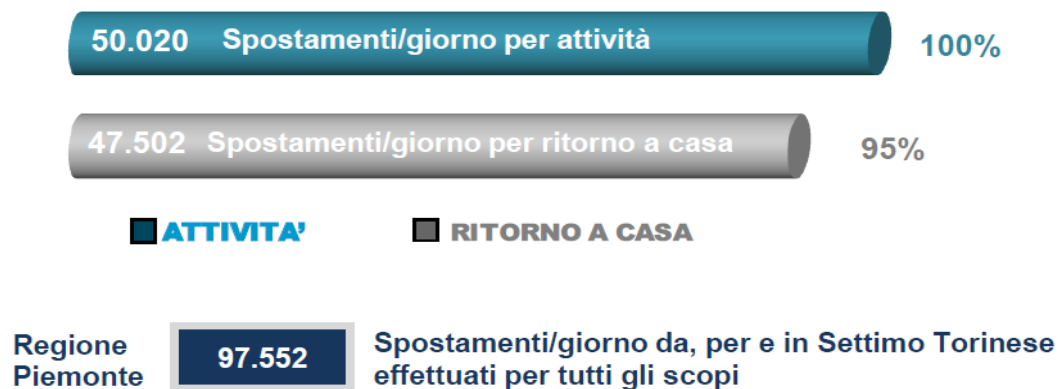 50.020 Spostamenti/giorno per attività
100%
47.502 Spostamenti/giorno per ritorno a casa
95%
ATTIVITA' RITORNO A CASA
Regione
Piemonte
97.552
Spostamenti/giorno da, per e in Settimo Torinese
effettuati per tutti gli scopi